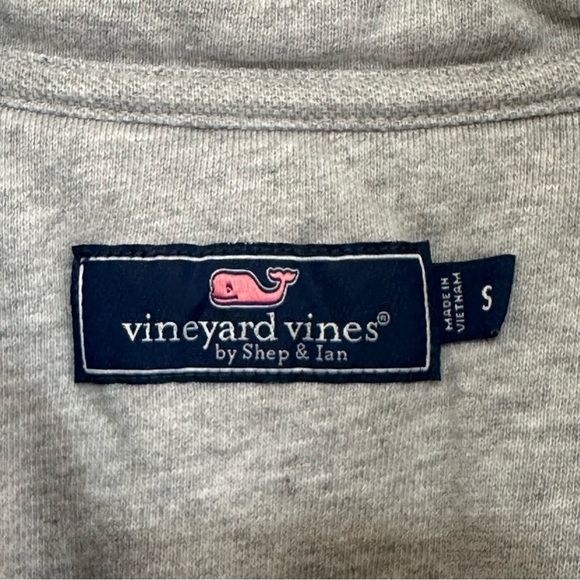 vineyard vines®
by Shep & Ian
MADE IN
VIETNAM
S